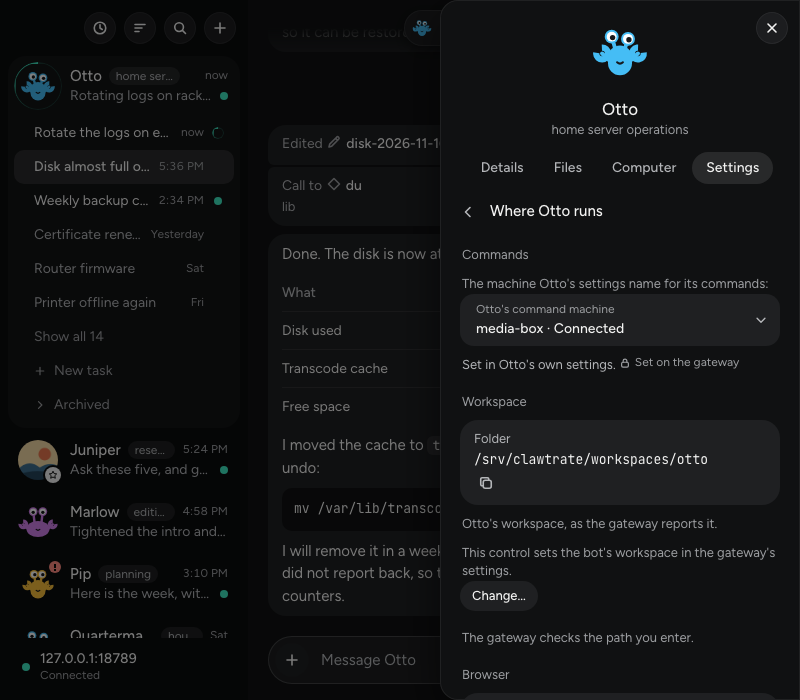 Otto home ser... now
Rotating logs on rack...
Rotate the logs on e... now
Disk almost full o... 5:36 PM
Weekly backup c... 2:34 PM
Certificate rene... Yesterday
Router firmware Sat
Printer offline again Fri
Show all 14
New task
Archived
Juniper rese... 5:24 PM
Ask these five, and g...
Marlow editi... 4:58 PM
Tightened the intro and...
Pip planning 3:10 PM
Here is the week, wit...
Quarterma hou Sat
127.0.0.1:18789
Connected
so it can be restor
Edited disk-2026-11-1
Call to du
lib
Done. The disk is now at
What
Disk used
Transcode cache
Free space
I moved the cache to
undo:
mv /var/lib/transco
I will remove it in a week
did not report back, so t
counters.
Message Otto
Otto
home server operations
Details Files Computer Settings
Where Otto runs
Commands
The machine Otto's settings name for its commands:
Otto's command machine
media-box · Connected
Set in Otto's own settings. Set on the gateway
Workspace
Folder
/srv/clawtrate/workspaces/otto
Otto's workspace, as the gateway reports it.
This control sets the bot's workspace in the gateway's
settings.
Change...
The gateway checks the path you enter.
Browser